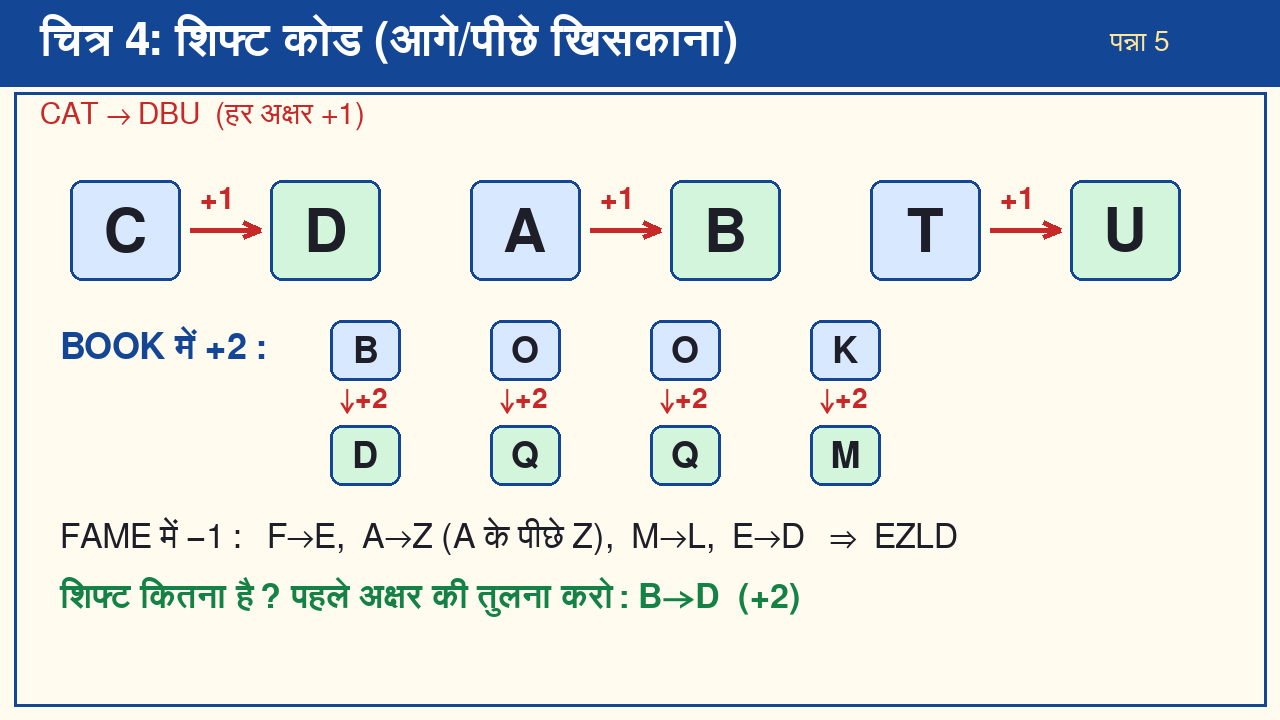 चित्र 4: शिफ्ट कोड (आगे/पीछे खिसकाना)
पन्ना 5
CAT → DBU (हर अक्षर +1)
C +1 D A +1 B T +1 U
BOOK में +2 : B O O K
↓+2 ↓+2 ↓+2 ↓+2
D Q Q M
FAME में −1 : F→E, A→Z (A के पीछे Z), M→L, E→D ⇒ EZLD
शिफ्ट कितना है ? पहले अक्षर की तुलना करो : B→D (+2)